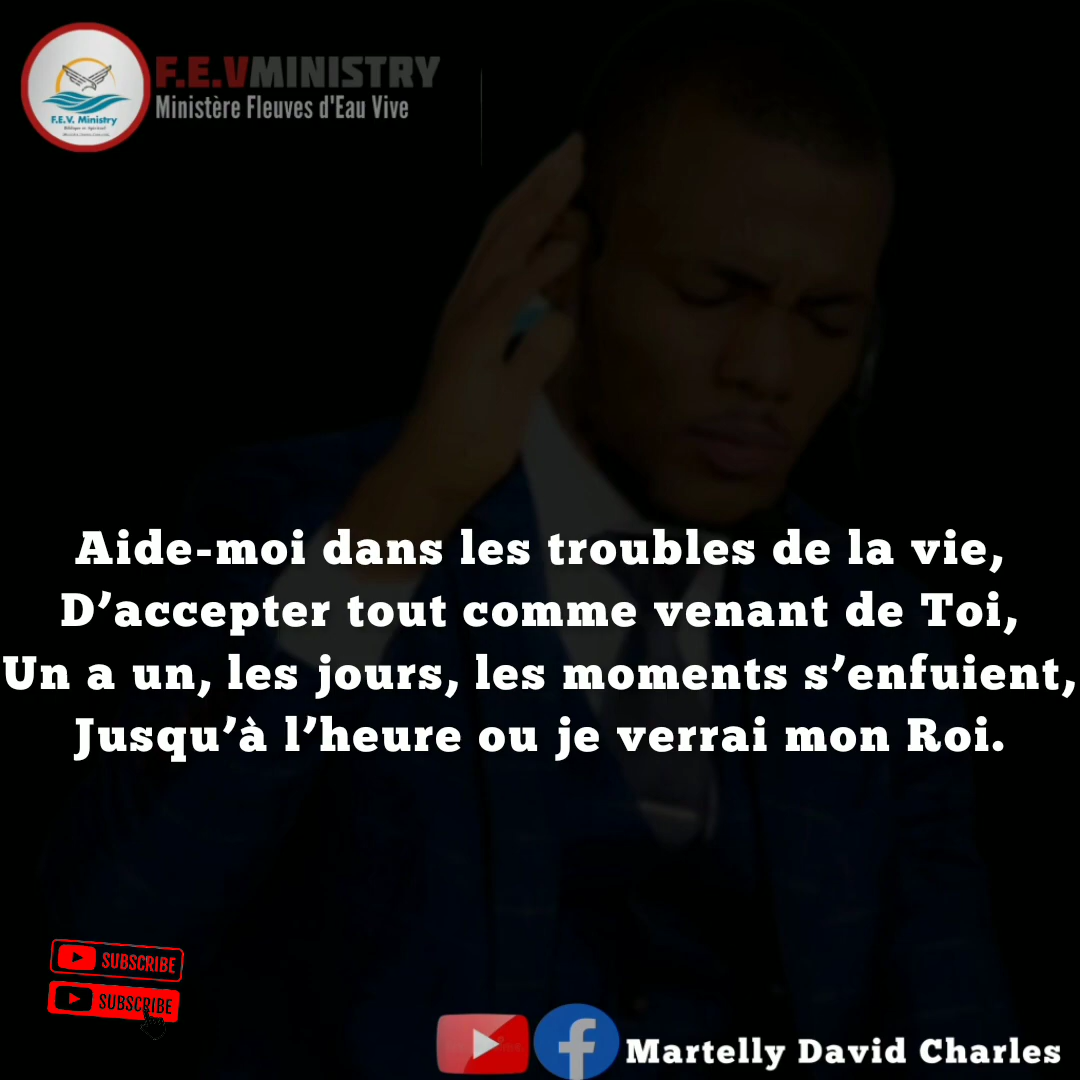 F.E.VMINISTRY
Ministère Fleuves d'Eau Vive
F.E.V. Ministry
Aide-moi dans les troubles de la vie,
D’accepter tout comme venant de Toi,
Un a un, les jours, les moments s’enfuient,
Jusqu’à l’heure ou je verrai mon Roi.
SUBSCRIBE
SUBSCRIBE
Martelly David Charles